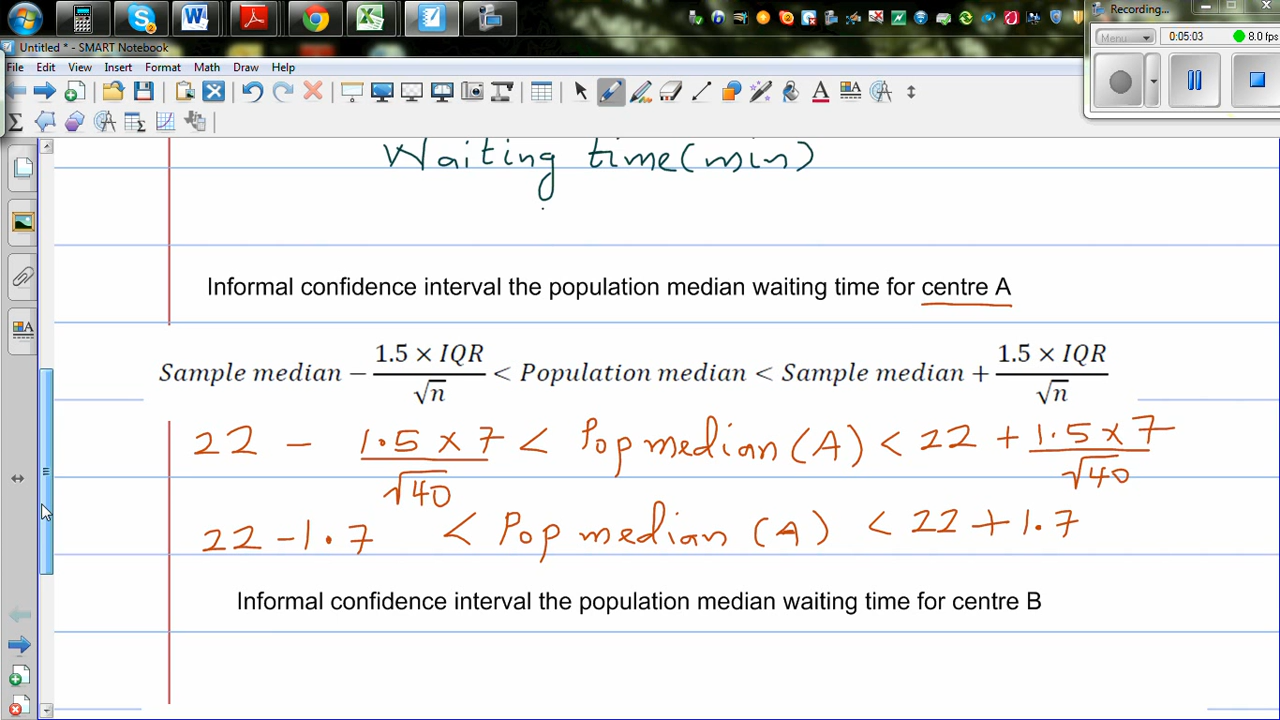 Recording...
Untitled * - SMART Notebook
Menu
0:05:03
8.0 fps
File Edit View Insert Format Math Draw Help
Waiting time(min)
Informal confidence interval the population median waiting time for centre A
Sample median − 1.5 × IQR / √n < Population median < Sample median + 1.5 × IQR / √n
22 − 1.5 × 7 / √40 < Pop median (A) < 22 + 1.5 × 7 / √40
22 − 1.7 < Pop median (A) < 22 + 1.7
Informal confidence interval the population median waiting time for centre B